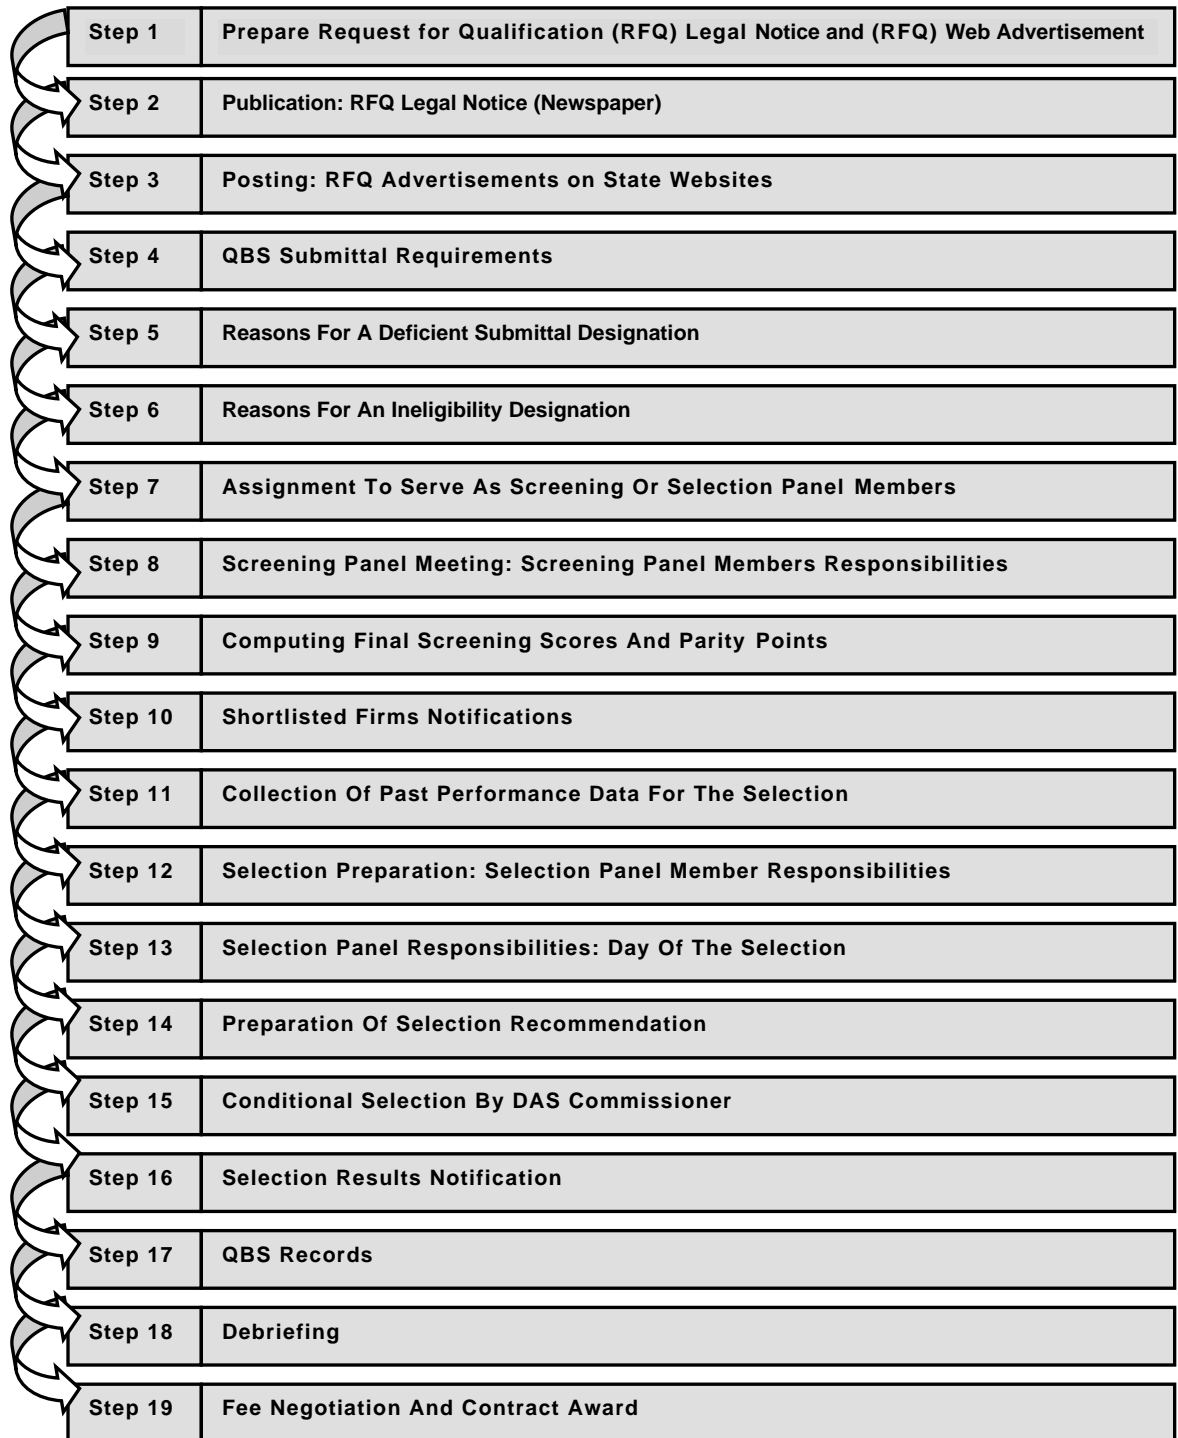 Step 1 Prepare Request for Qualification (RFQ) Legal Notice and (RFQ) Web Advertisement
Step 2 Publication: RFQ Legal Notice (Newspaper)
Step 3 Posting: RFQ Advertisements on State Websites
Step 4 QBS Submittal Requirements
Step 5 Reasons For A Deficient Submittal Designation
Step 6 Reasons For An Ineligibility Designation
Step 7 Assignment To Serve As Screening Or Selection Panel Members
Step 8 Screening Panel Meeting: Screening Panel Members Responsibilities
Step 9 Computing Final Screening Scores And Parity Points
Step 10 Shortlisted Firms Notifications
Step 11 Collection Of Past Performance Data For The Selection
Step 12 Selection Preparation: Selection Panel Member Responsibilities
Step 13 Selection Panel Responsibilities: Day Of The Selection
Step 14 Preparation Of Selection Recommendation
Step 15 Conditional Selection By DAS Commissioner
Step 16 Selection Results Notification
Step 17 QBS Records
Step 18 Debriefing
Step 19 Fee Negotiation And Contract Award